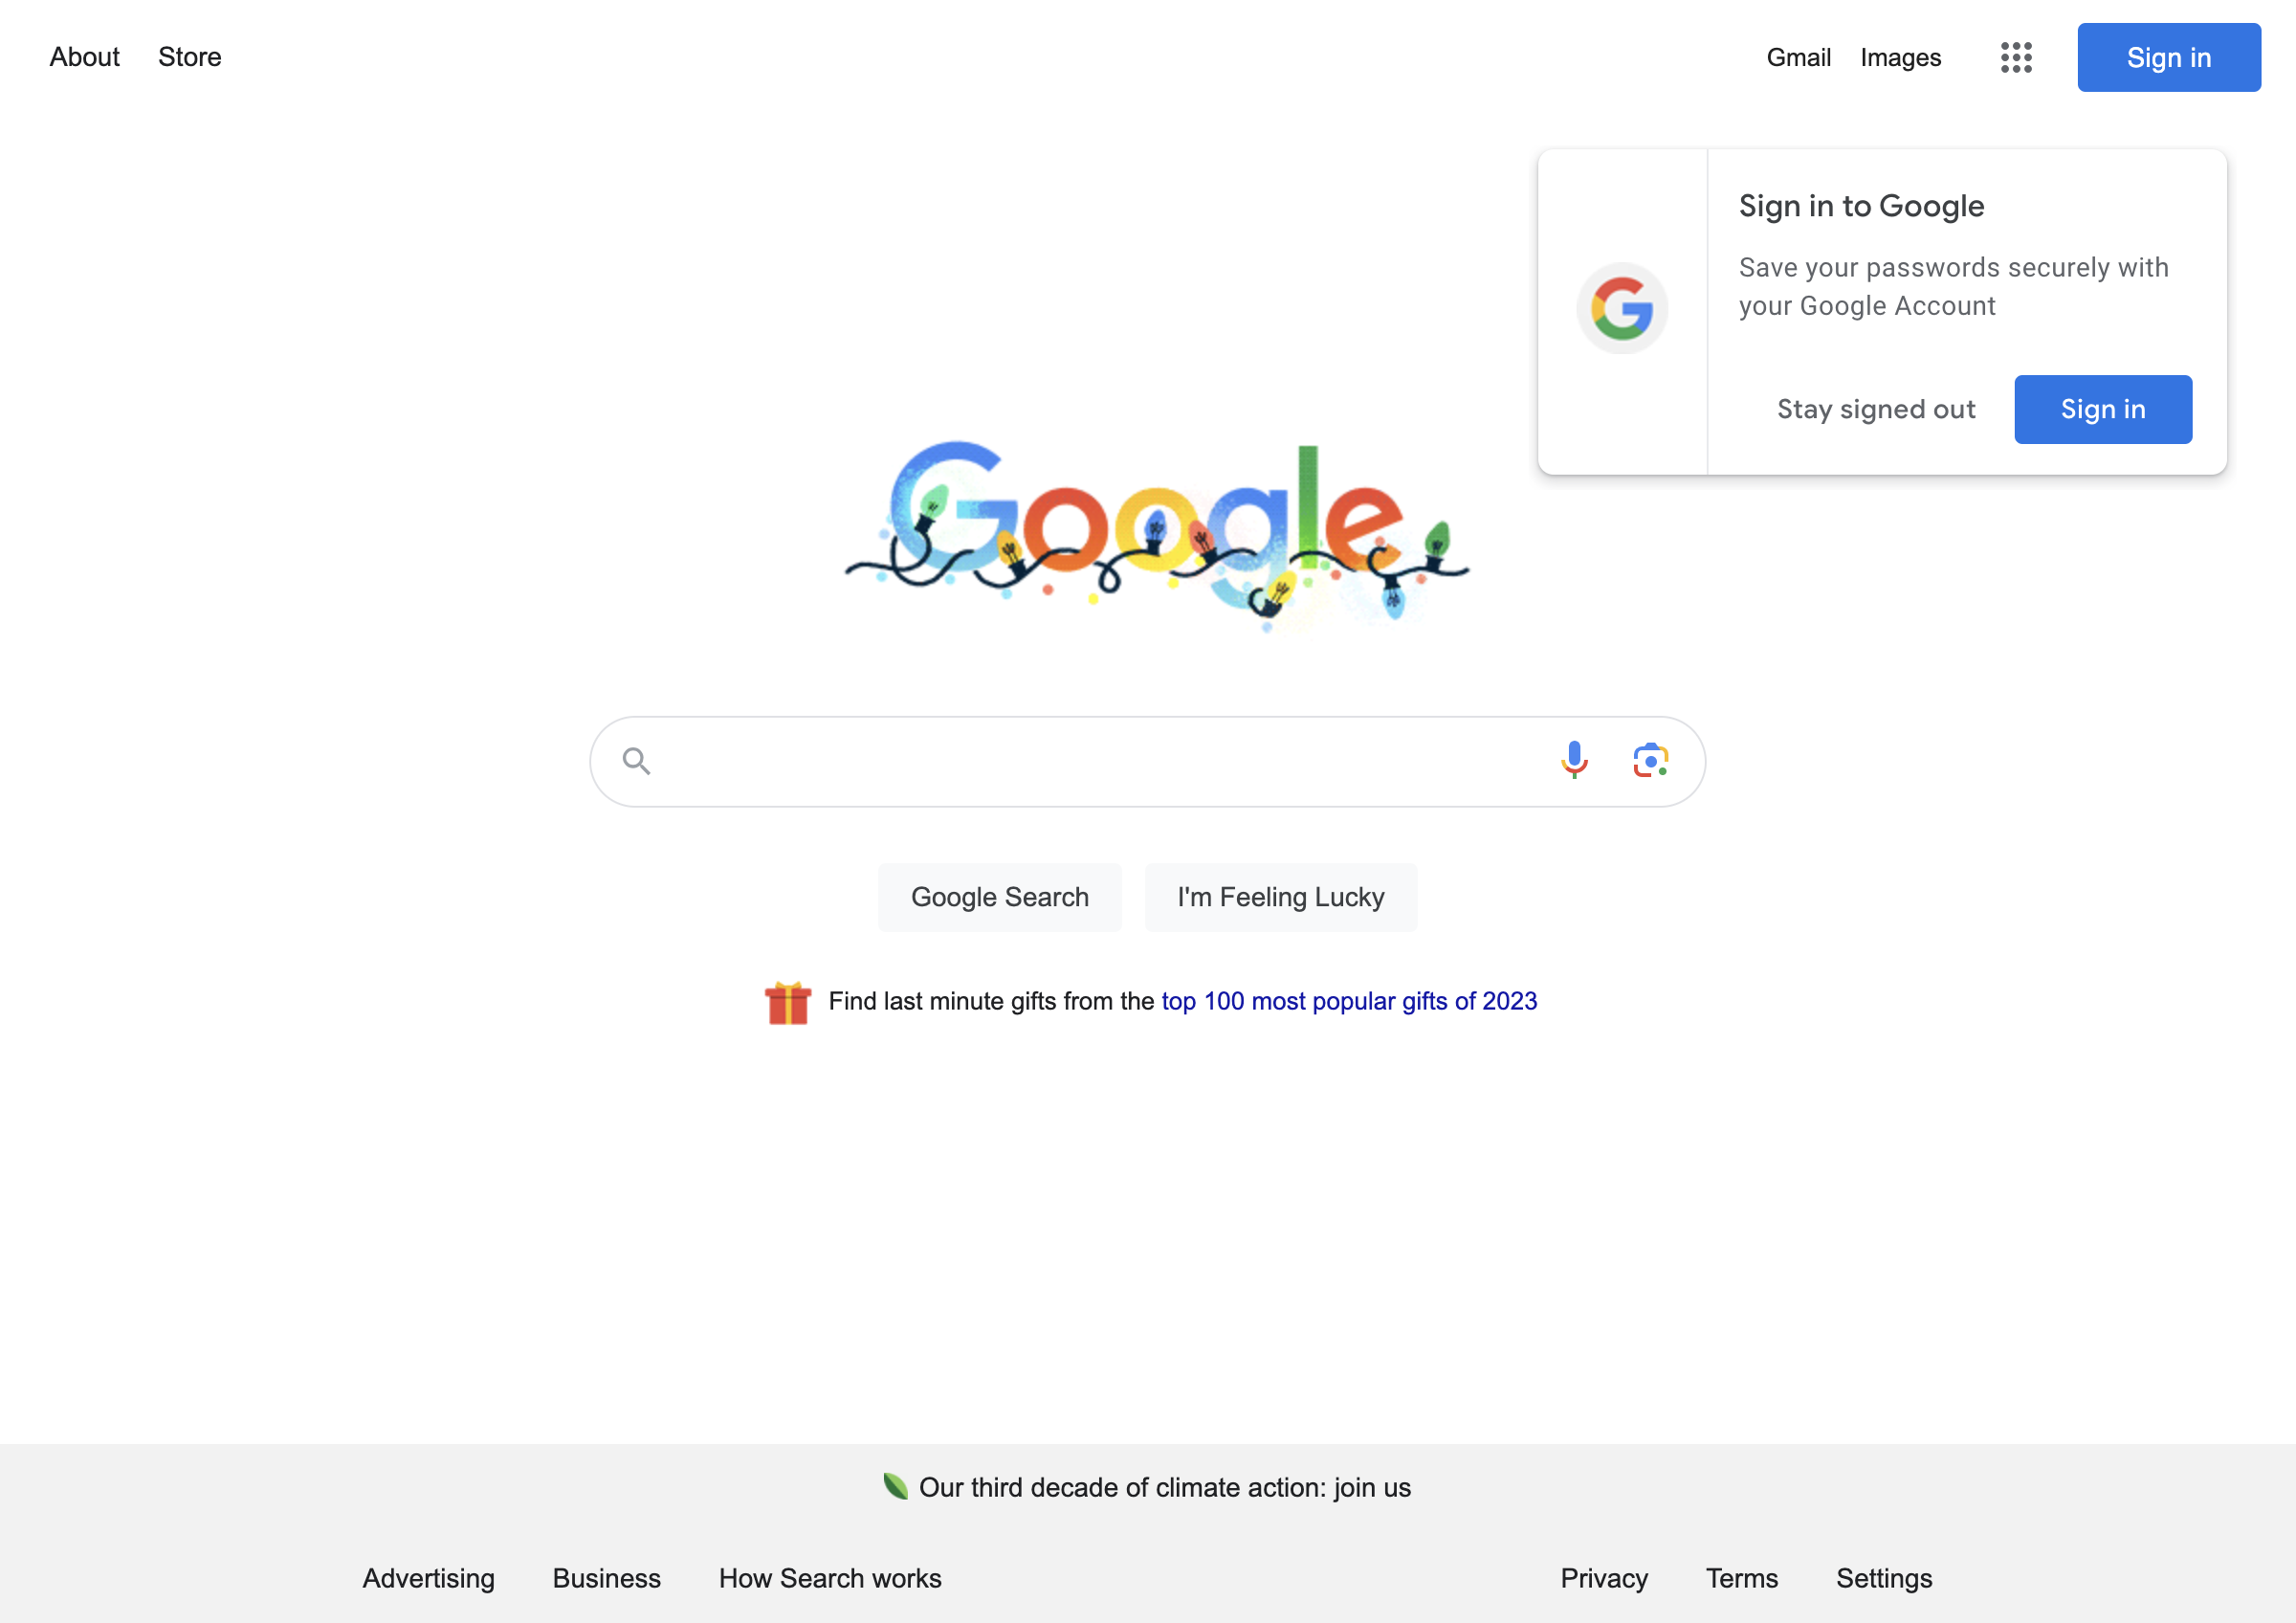 About Store
Gmail Images Sign in
Sign in to Google
Save your passwords securely with
your Google Account
Stay signed out Sign in
Google
Google Search I'm Feeling Lucky
Find last minute gifts from the top 100 most popular gifts of 2023
Our third decade of climate action: join us
Advertising Business How Search works Privacy Terms Settings